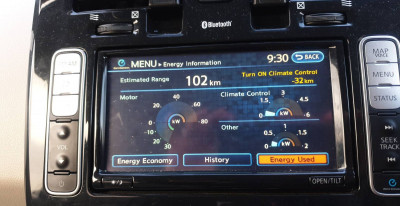 Bluetooth
MENU ▸ Energy Information 9:30 BACK
Estimated Range 102 km Turn ON Climate Control
-32 km
Motor Climate Control
40 3
20 60 1.5 4.5
0 80 0 kW 6
-10 kW Other
20 1
30 0.5 1.5
0 kW 2
Energy Economy History Energy Used
MAP
MENU
STATUS
SEEK
TRACK
VOL
OPEN/TILT